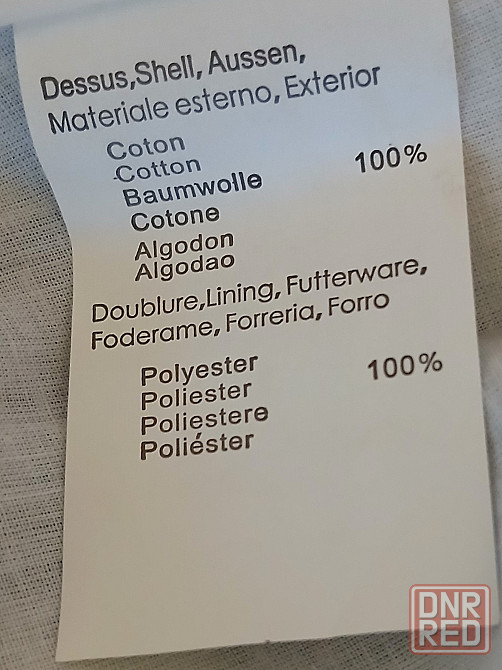 Dessus,Shell, Aussen,
Materiale esterno, Exterior
Coton
Cotton
Baumwolle 100%
Cotone
Algodon
Algodao
Doublure,Lining, Futterware,
Foderame, Forreria, Forro
Polyester 100%
Poliester
Poliestere
Poliéster
DNR
RED